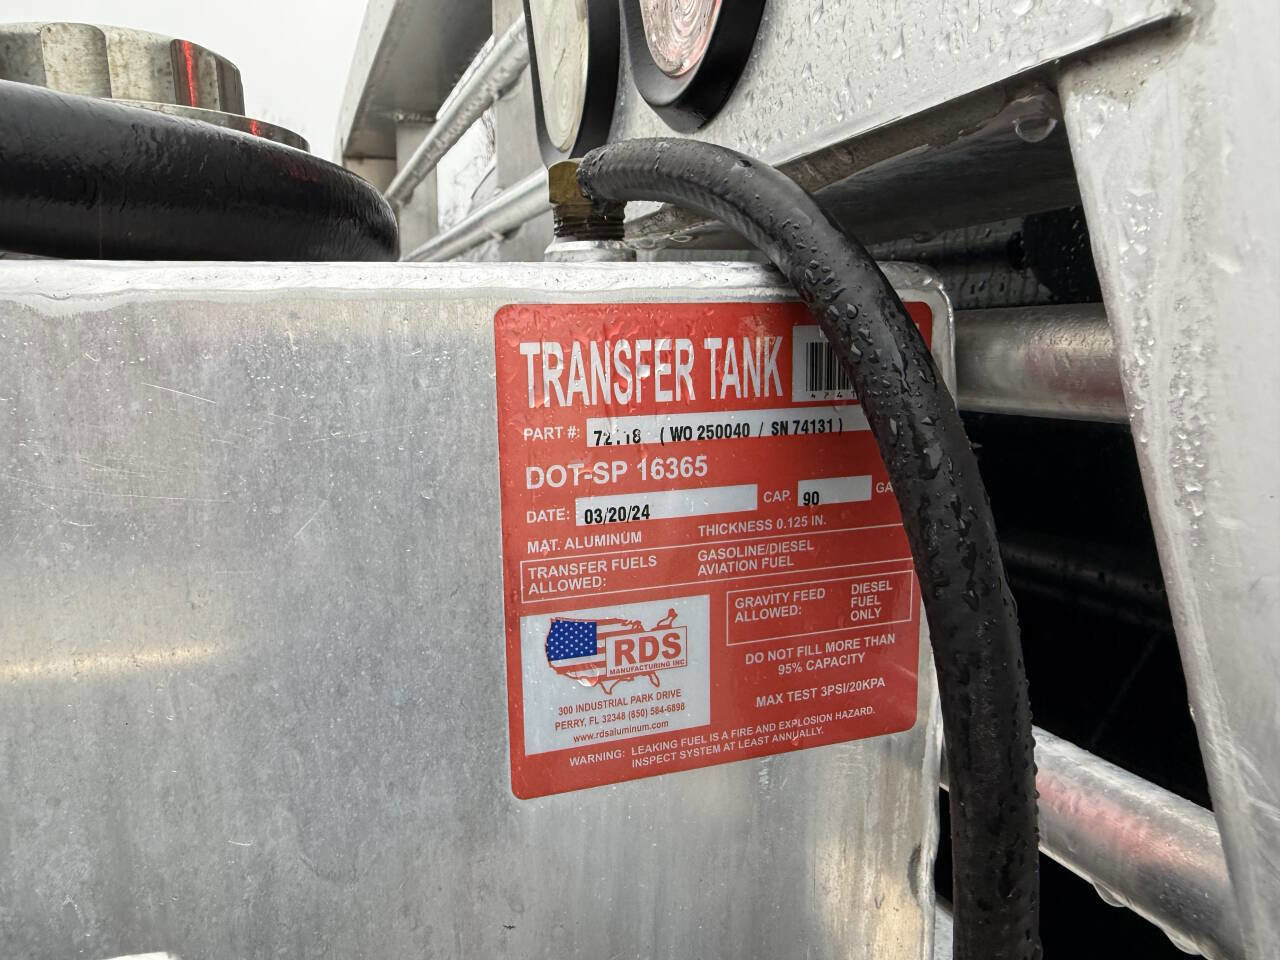 TRANSFER TANK
PART #: ( WO 250040 / SN 74131 )
DOT-SP 16365
DATE: 03/20/24 CAP. 90
MAT. ALUMINUM THICKNESS 0.125 IN.
TRANSFER FUELS ALLOWED:
GASOLINE/DIESEL
AVIATION FUEL
GRAVITY FEED ALLOWED:
DIESEL
FUEL
ONLY
RDS
MANUFACTURING INC
300 INDUSTRIAL PARK DRIVE
PERRY, FL 32348 (850) 584-6898
www.rdsaluminum.com
DO NOT FILL MORE THAN
95% CAPACITY
MAX TEST 3PSI/20KPA
WARNING: LEAKING FUEL IS A FIRE AND EXPLOSION HAZARD.
INSPECT SYSTEM AT LEAST ANNUALLY.